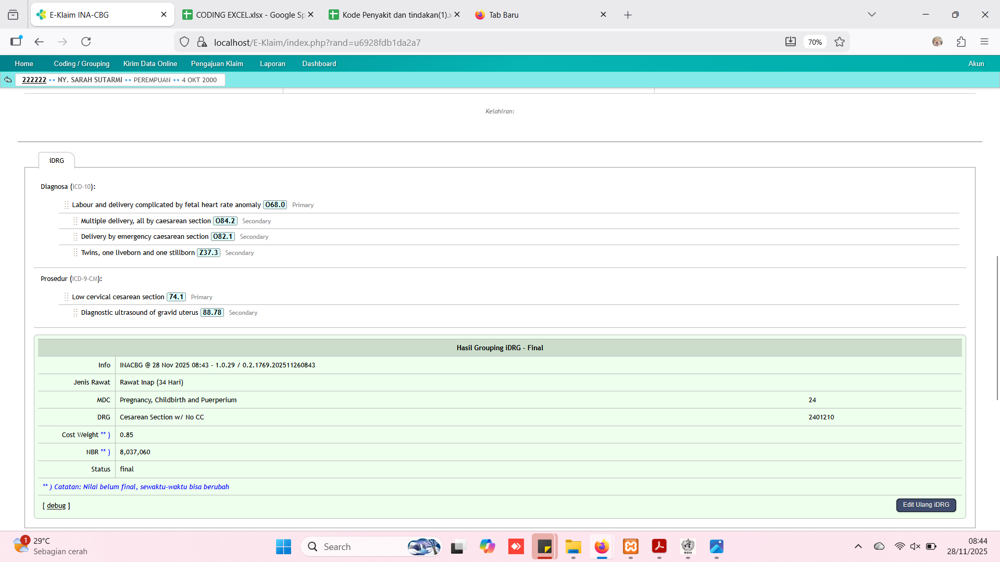 E-Klaim INA-CBG
CODING EXCEL.xlsx - Google Sp
Kode Penyakit dan tindakan(1).x
Tab Baru
localhost/E-Klaim/index.php?rand=u6928fdb1da2a7
70%
Home Coding / Grouping Kirim Data Online Pengajuan Klaim Laporan Dashboard Akun
222222 •• NY. SARAH SUTARMI •• PEREMPUAN •• 4 OKT 2000
Kelahiran:
iDRG
Diagnosa (ICD-10):
Labour and delivery complicated by fetal heart rate anomaly O68.0 Primary
Multiple delivery, all by caesarean section O84.2 Secondary
Delivery by emergency caesarean section O82.1 Secondary
Twins, one liveborn and one stillborn Z37.3 Secondary
Prosedur (ICD-9-CM):
Low cervical cesarean section 74.1 Primary
Diagnostic ultrasound of gravid uterus 88.78 Secondary
Hasil Grouping iDRG - Final
Info INACBG @ 28 Nov 2025 08:43 - 1.0.29 / 0.2.1769.202511260843
Jenis Rawat Rawat Inap (34 Hari)
MDC Pregnancy, Childbirth and Puerperium 24
DRG Cesarean Section w/ No CC 2401210
Cost Weight ** ) 0.85
NBR ** ) 8,037,060
Status final
** ) Catatan: Nilai belum final, sewaktu-waktu bisa berubah
[ debug ]
Edit Ulang iDRG
1
29°C
Sebagian cerah
Search
WHO
08:44
28/11/2025